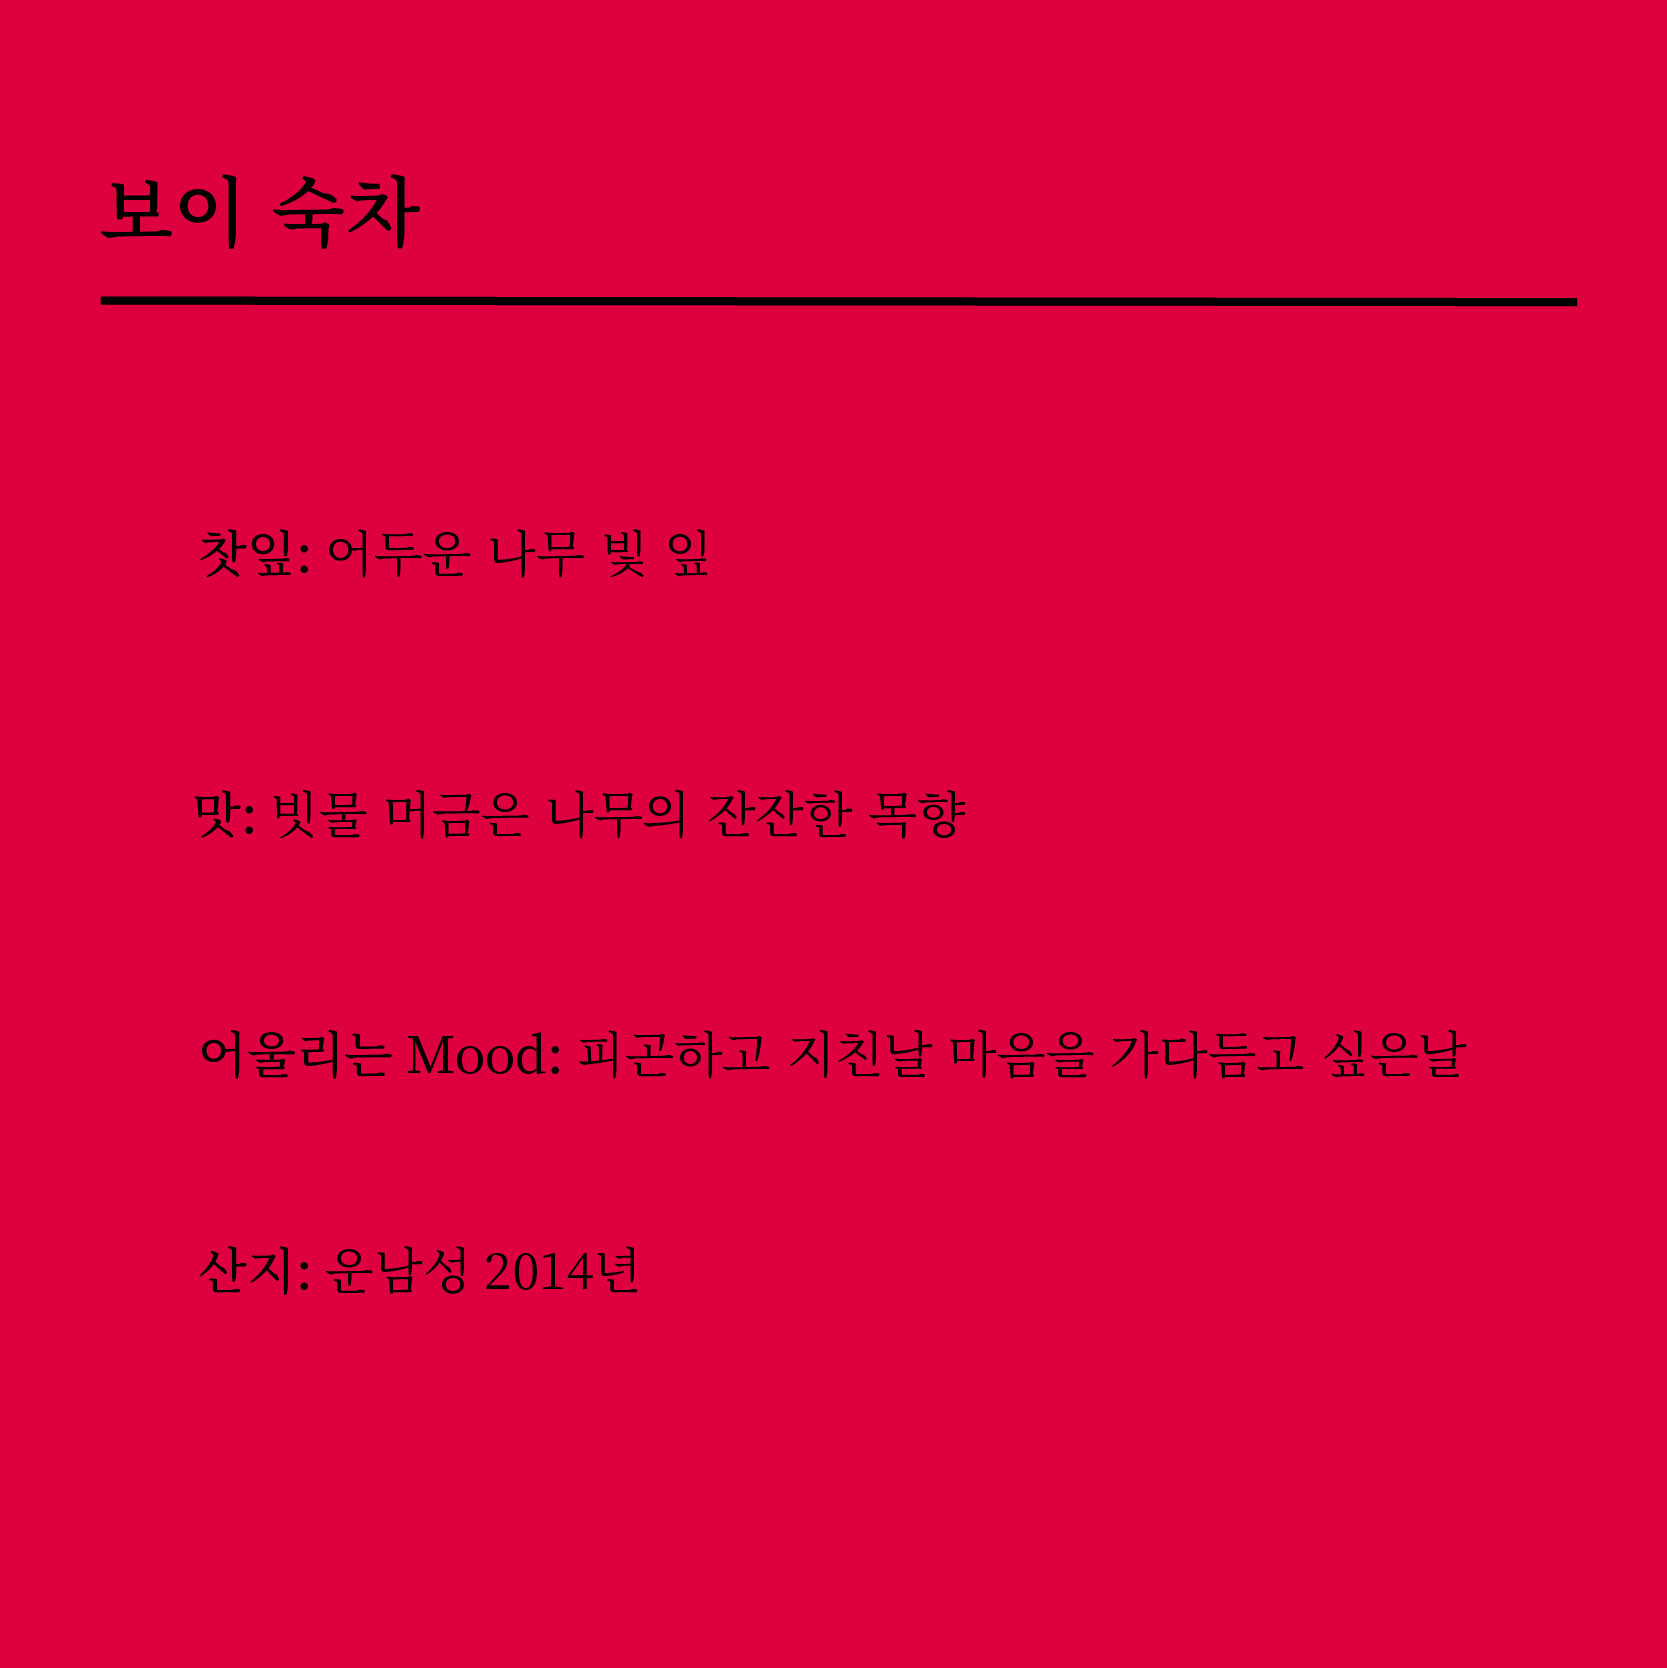 보이 숙차
찻잎: 어두운 나무 빛 잎
맛: 빗물 머금은 나무의 잔잔한 목향
어울리는 Mood: 피곤하고 지친날 마음을 가다듬고 싶은날
산지: 운남성 2014년